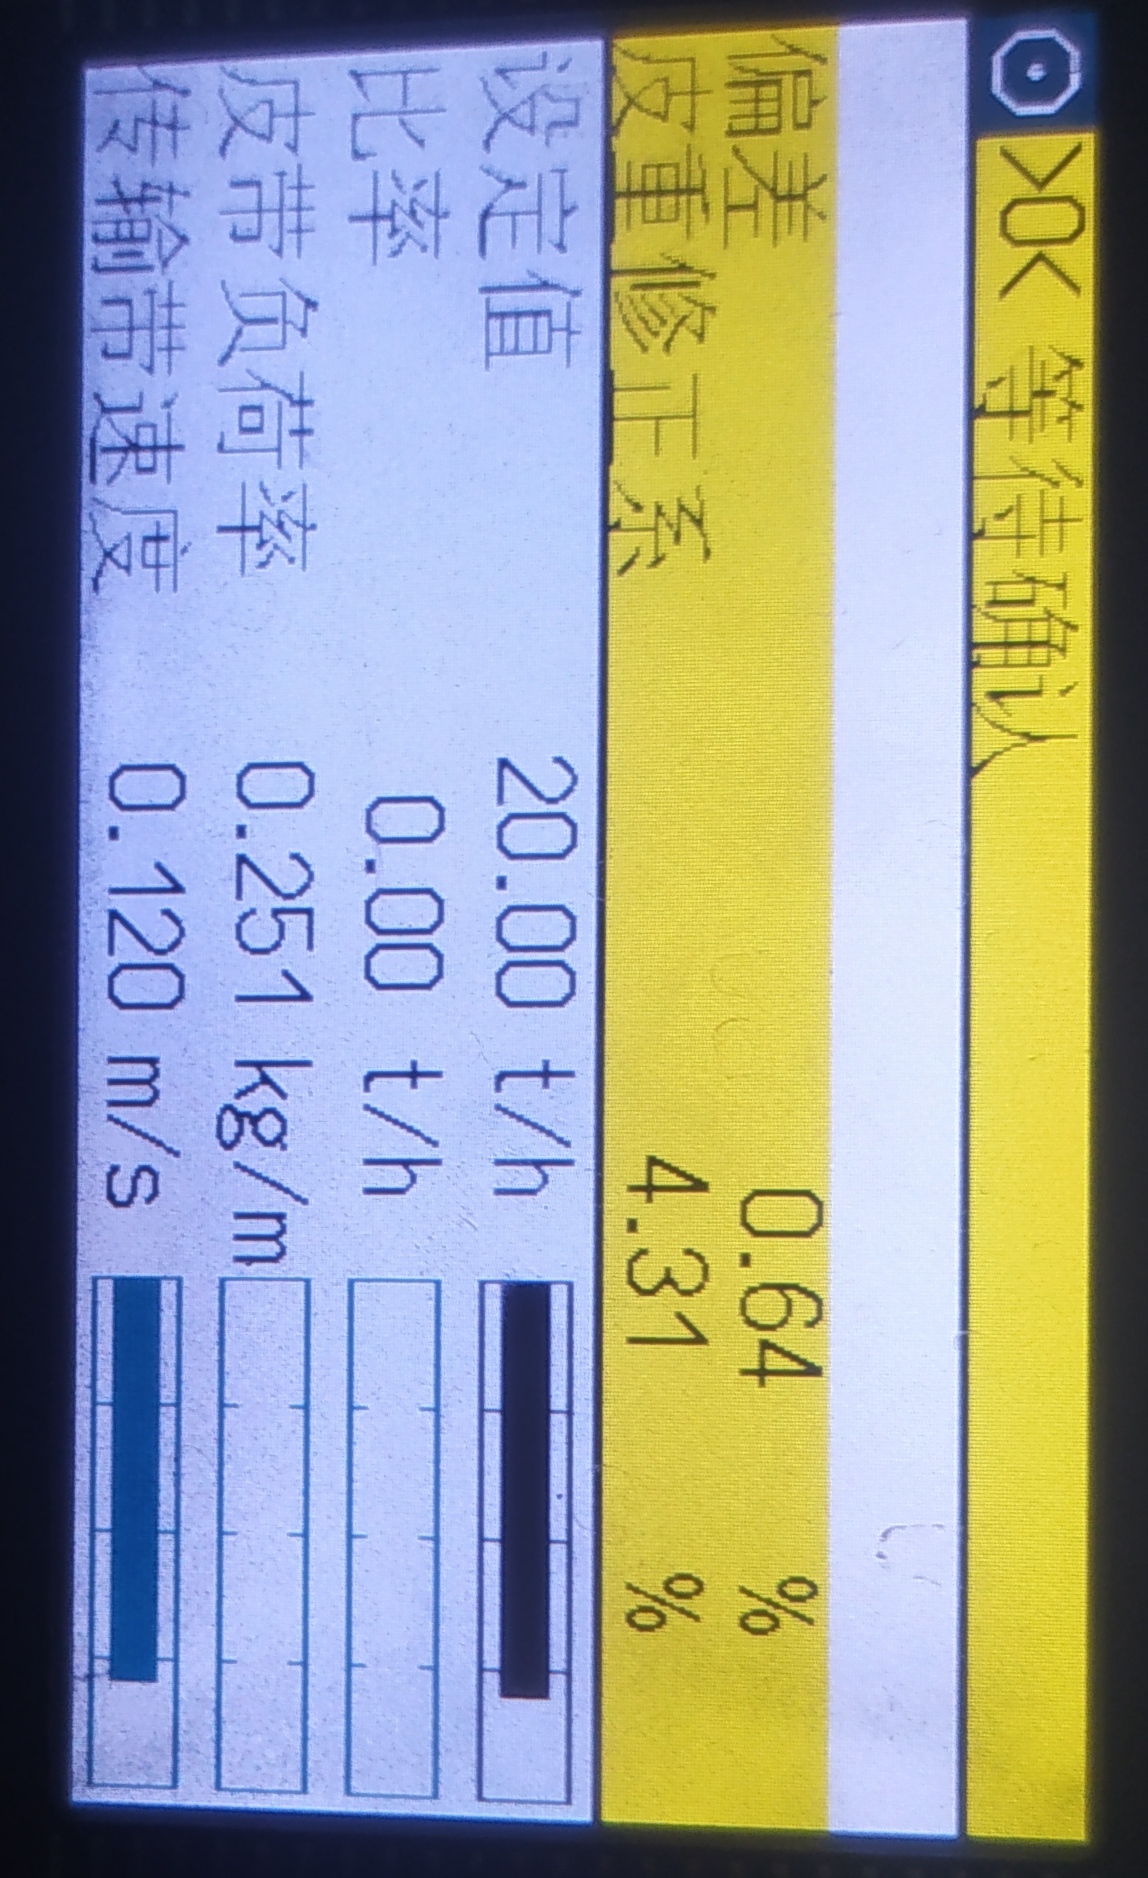 >0< 等待确认
偏差 0.64 %
皮重修正系 4.31 %
设定值 20.00 t/h
比率 0.00 t/h
皮带负荷率 0.251 kg/m
传输带速度 0.120 m/s